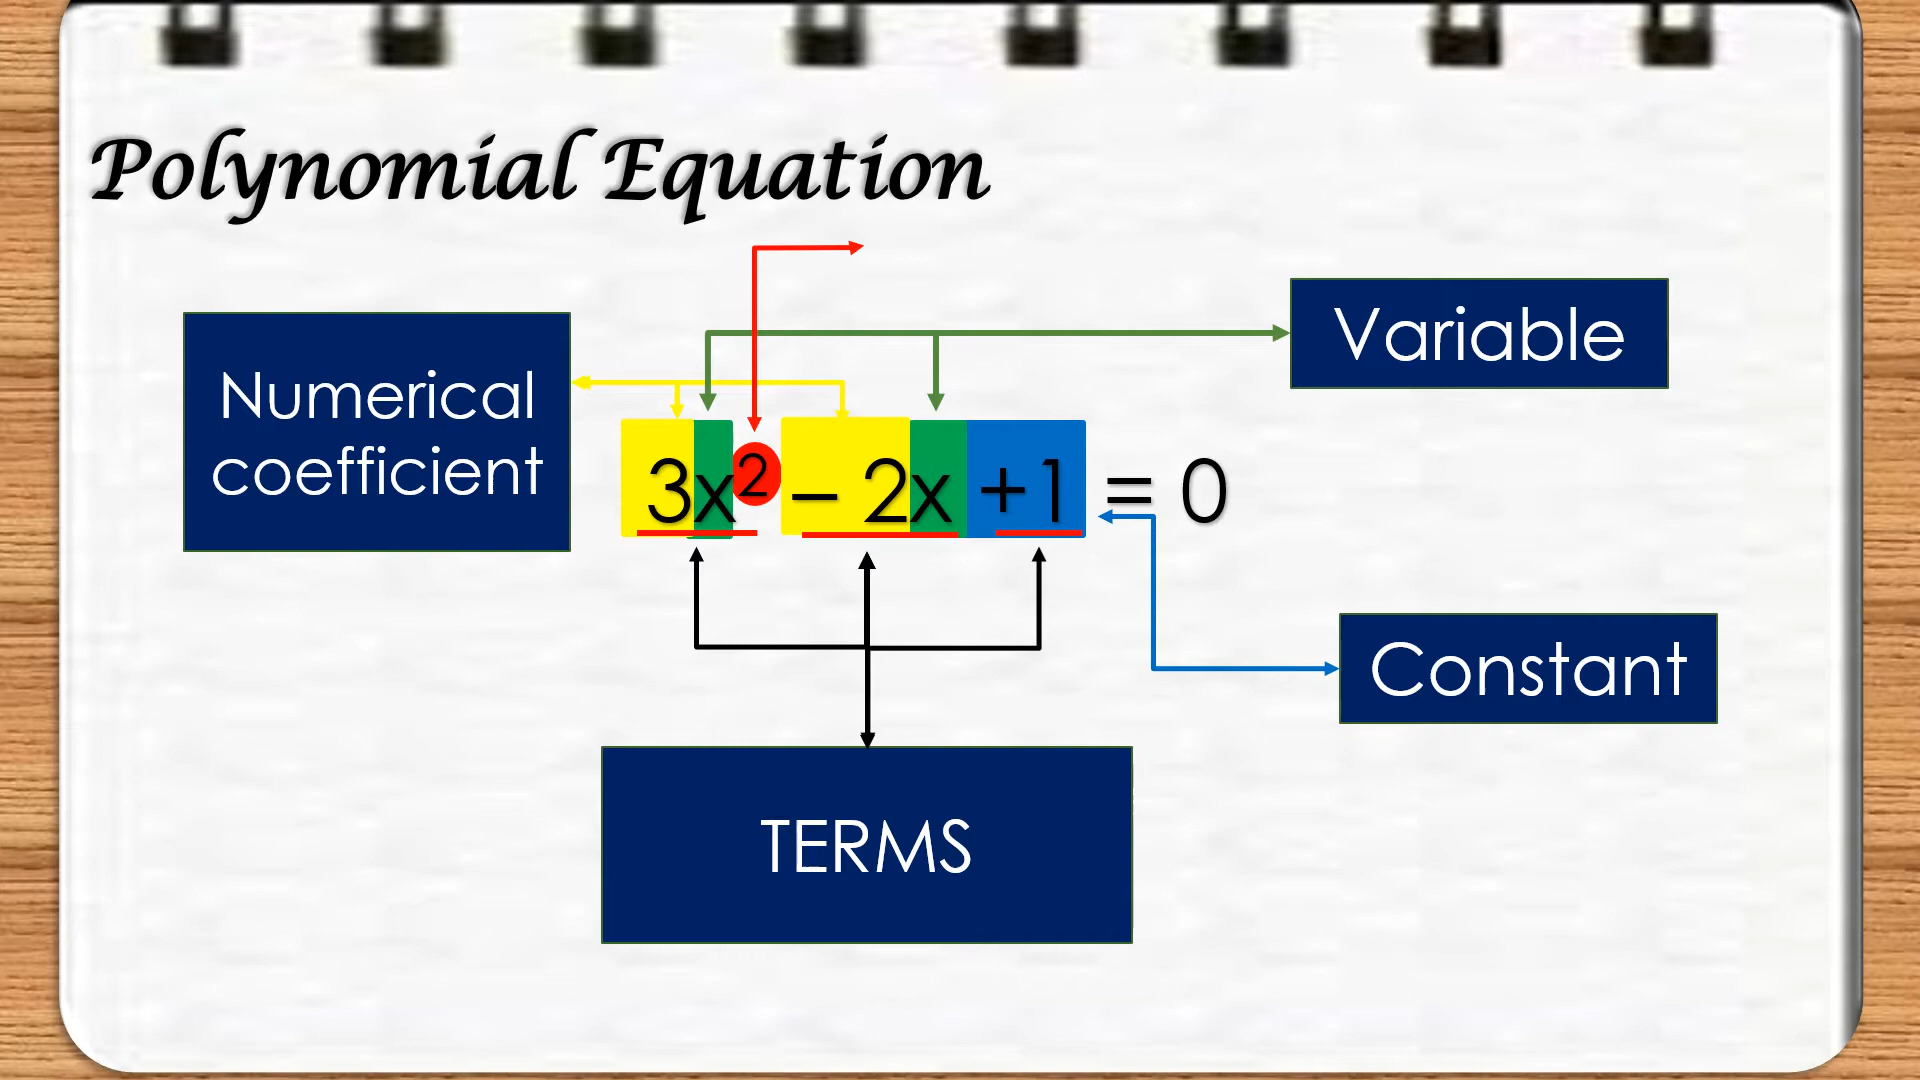 Polynomial Equation
Variable
Numerical
coefficient
3x² – 2x +1 = 0
Constant
TERMS